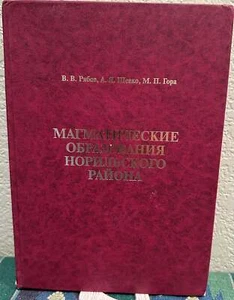 В. В. Рябов, А. Я. Шевко, М. П. Гора
МАГМАТИЧЕСКИЕ
ОБРАЗОВАНИЯ
НОРИЛЬСКОГО
РАЙОНА